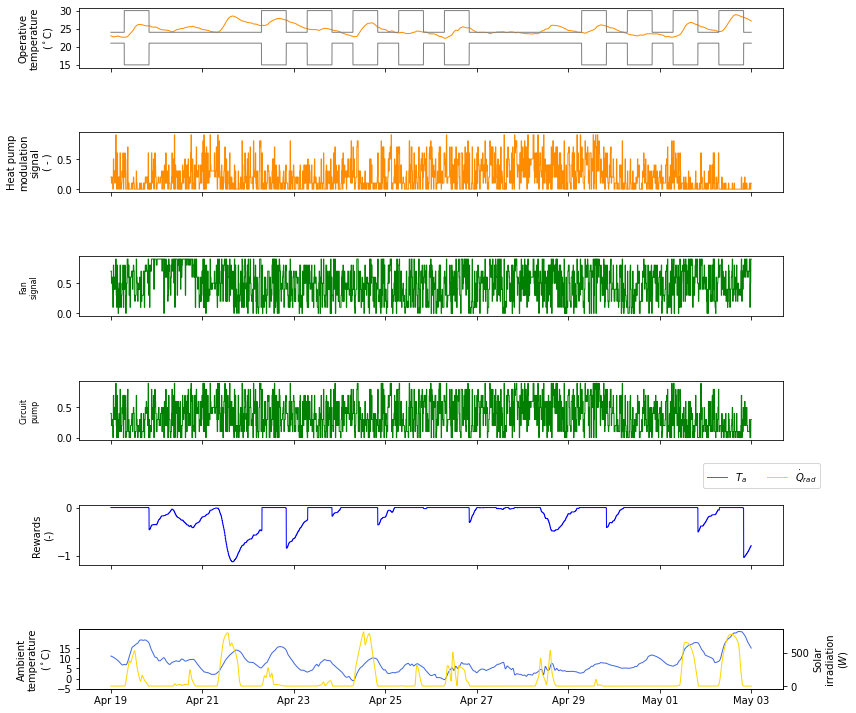 Operative
temperature
(°C)
30
25
20
15
Heat pump
modulation
signal
( - )
0.5
0.0
Fan
signal
0.5
0.0
Circuit
pump
0.5
0.0
T_a
Q̇_rad
Rewards
(-)
0
−1
Ambient
temperature
(°C)
15
10
5
0
−5
500
0
Solar
irradiation
(W)
Apr 19
Apr 21
Apr 23
Apr 25
Apr 27
Apr 29
May 01
May 03